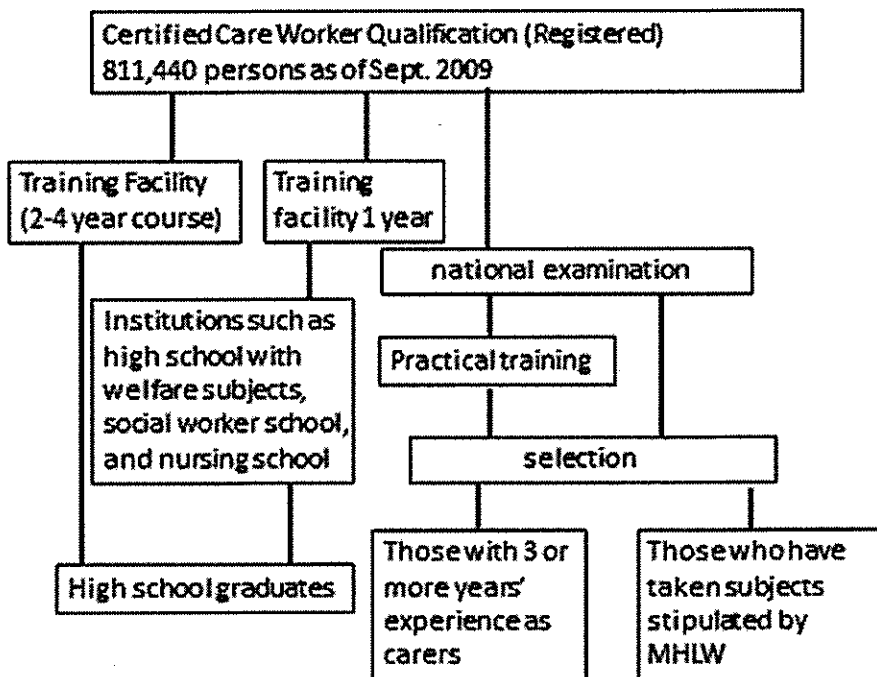 Certified Care Worker Qualification (Registered)
811,440 persons as of Sept. 2009
Training Facility
(2-4 year course)
Training
facility 1 year
national examination
Institutions such as
high school with
welfare subjects,
social worker school,
and nursing school
Practical training
selection
High school graduates
Those with 3 or
more years'
experience as
carers
Those who have
taken subjects
stipulated by
MHLW